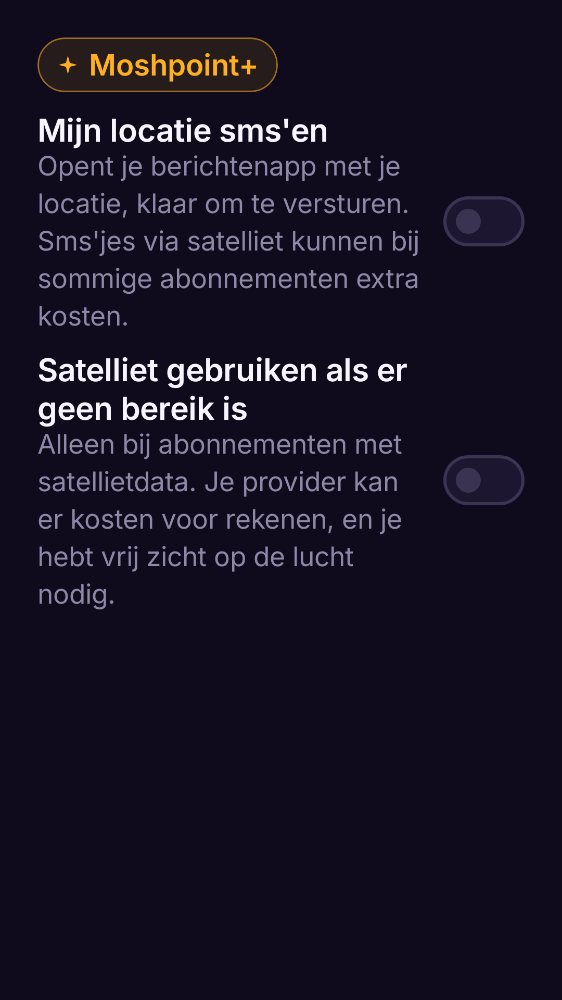 Moshpoint+
Mijn locatie sms'en
Opent je berichtenapp met je
locatie, klaar om te versturen.
Sms'jes via satelliet kunnen bij
sommige abonnementen extra
kosten.
Satelliet gebruiken als er
geen bereik is
Alleen bij abonnementen met
satellietdata. Je provider kan
er kosten voor rekenen, en je
hebt vrij zicht op de lucht
nodig.